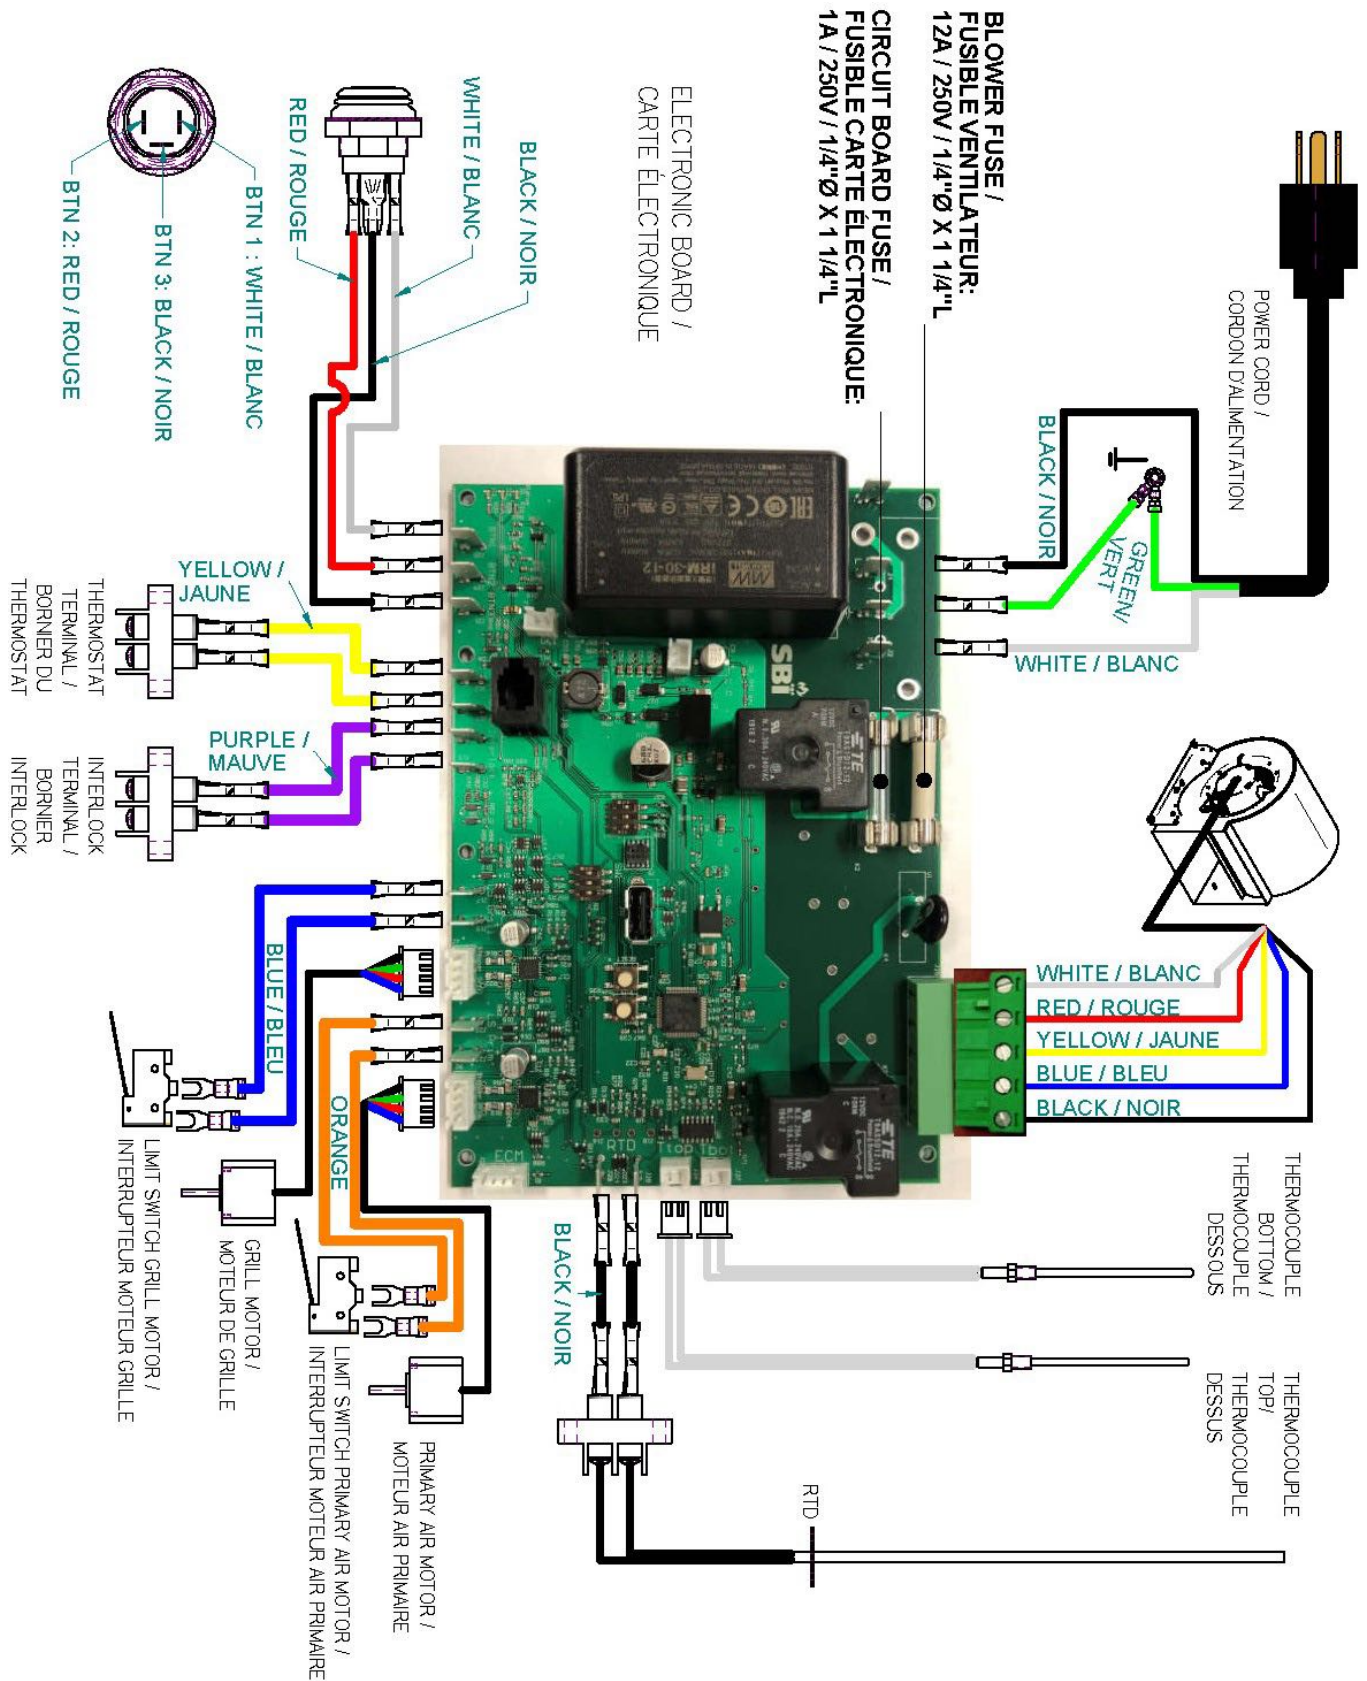 BLOWER FUSE /
FUSIBLE VENTILATEUR:
12A / 250V / 1/4"Ø X 1 1/4"L
CIRCUIT BOARD FUSE /
FUSIBLE CARTE ÉLECTRONIQUE:
1A / 250V / 1/4"Ø X 1 1/4"L
POWER CORD /
CORDON D'ALIMENTATION
BLACK / NOIR
GREEN/
VERT
WHITE / BLANC
ELECTRONIC BOARD /
CARTE ÉLECTRONIQUE
BLACK / NOIR
WHITE / BLANC
RED / ROUGE
BTN 1 : WHITE / BLANC
BTN 3: BLACK / NOIR
BTN 2: RED / ROUGE
WHITE / BLANC
RED / ROUGE
YELLOW / JAUNE
BLUE / BLEU
BLACK / NOIR
YELLOW /
JAUNE
THERMOSTAT
TERMINAL /
BORNIER DU
THERMOSTAT
PURPLE /
MAUVE
INTERLOCK
TERMINAL /
BORNIER
INTERLOCK
BLUE / BLEU
ORANGE
LIMIT SWITCH GRILL MOTOR /
INTERRUPTEUR MOTEUR GRILLE
GRILL MOTOR /
MOTEUR DE GRILLE
LIMIT SWITCH PRIMARY AIR MOTOR /
INTERRUPTEUR MOTEUR AIR PRIMAIRE
PRIMARY AIR MOTOR /
MOTEUR AIR PRIMAIRE
BLACK / NOIR
RTD
THERMOCOUPLE
BOTTOM /
THERMOCOUPLE
DESSOUS
THERMOCOUPLE
TOP/
THERMOCOUPLE
DESSUS
SBI
MW
IRM-30-12
TE
TE
ECM
RTD